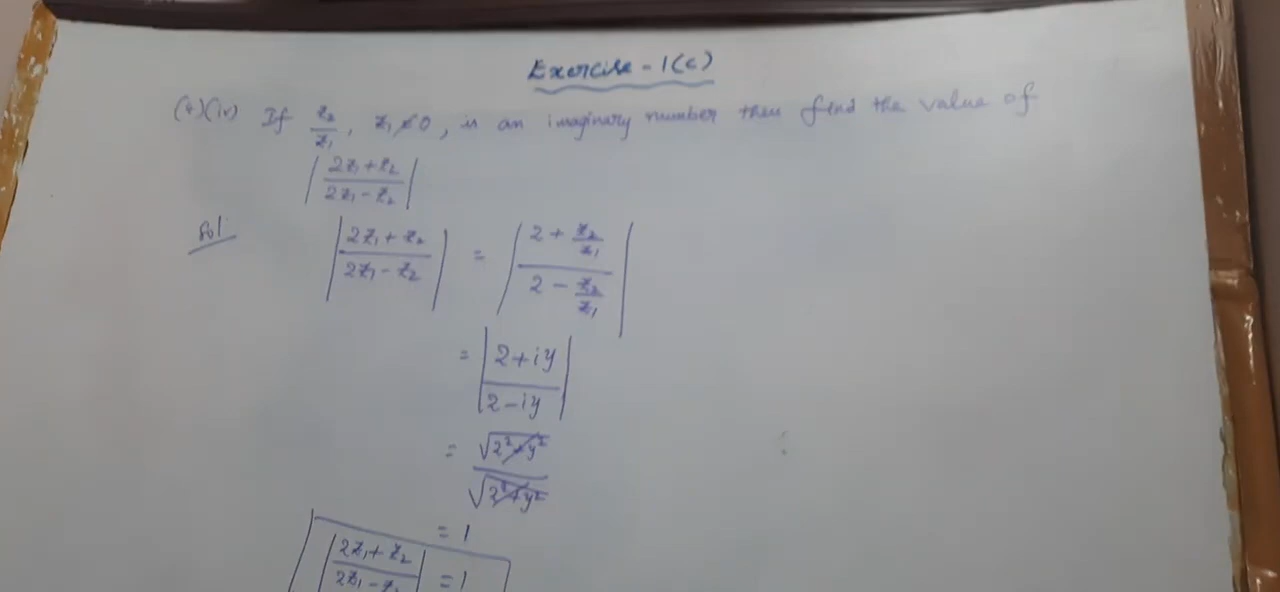 Exercise - 1(c)
(4)(iv) If z₂/z₁, z₁ ≠ 0, is an imaginary number then find the value of
|(2z₁ + z₂)/(2z₁ - z₂)|
Sol
|(2z₁ + z₂)/(2z₁ - z₂)| = |(2 + z₂/z₁)/(2 - z₂/z₁)|
= |(2 + iy)/(2 - iy)|
= √(2² + y²)/√(2² + y²)
= 1
|(2z₁ + z₂)/(2z₁ - z₂)| = 1